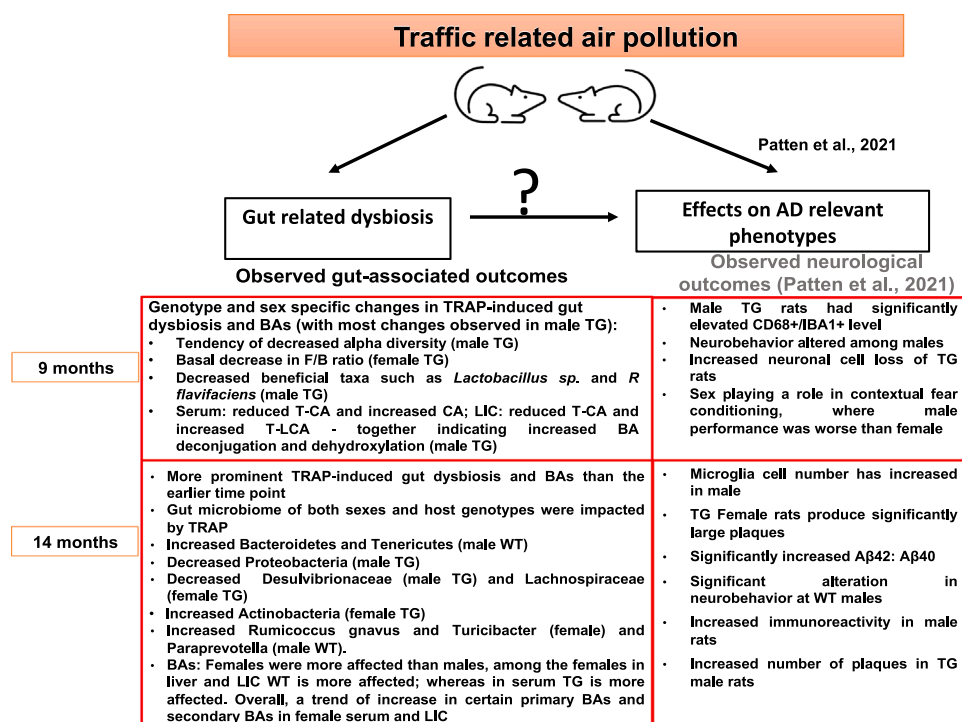 Traffic related air pollution
Patten et al., 2021
?
Gut related dysbiosis
Effects on AD relevant
phenotypes
Observed gut-associated outcomes
Observed neurological
outcomes (Patten et al., 2021)
9 months
Genotype and sex specific changes in TRAP-induced gut
dysbiosis and BAs (with most changes observed in male TG):
• Tendency of decreased alpha diversity (male TG)
• Basal decrease in F/B ratio (female TG)
• Decreased beneficial taxa such as Lactobacillus sp. and R
flavifaciens (male TG)
• Serum: reduced T-CA and increased CA; LIC: reduced T-CA and
increased T-LCA - together indicating increased BA
deconjugation and dehydroxylation (male TG)
• Male TG rats had significantly
elevated CD68+/IBA1+ level
• Neurobehavior altered among males
• Increased neuronal cell loss of TG
rats
• Sex playing a role in contextual fear
conditioning, where male
performance was worse than female
14 months
• More prominent TRAP-induced gut dysbiosis and BAs than the
earlier time point
• Gut microbiome of both sexes and host genotypes were impacted
by TRAP
• Increased Bacteroidetes and Tenericutes (male WT)
• Decreased Proteobacteria (male TG)
• Decreased Desulvibrionaceae (male TG) and Lachnospiraceae
(female TG)
• Increased Actinobacteria (female TG)
• Increased Rumicoccus gnavus and Turicibacter (female) and
Paraprevotella (male WT).
• BAs: Females were more affected than males, among the females in
liver and LIC WT is more affected; whereas in serum TG is more
affected. Overall, a trend of increase in certain primary BAs and
secondary BAs in female serum and LIC
• Microglia cell number has increased
in male
• TG Female rats produce significantly
large plaques
• Significantly increased Aβ42: Aβ40
• Significant alteration in
neurobehavior at WT males
• Increased immunoreactivity in male
rats
• Increased number of plaques in TG
male rats